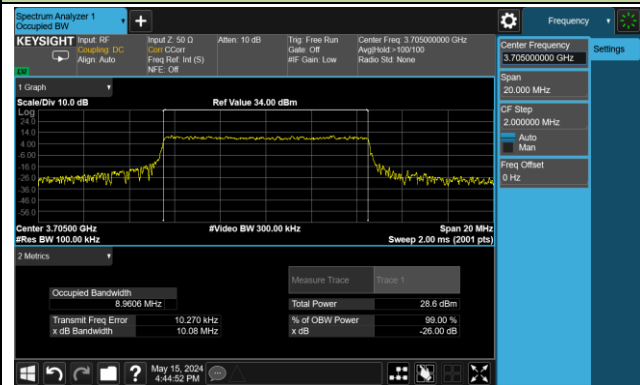 Spectrum Analyzer 1
Occupied BW
Frequency
KEYSIGHT
Input: RF
Coupling: DC
Align: Auto
Input Z: 50 Ω
Corr CCorr
Freq Ref: Int (S)
NFE: Off
Atten: 10 dB
Trig: Free Run
Gate: Off
#IF Gain: Low
Center Freq: 3.705000000 GHz
Avg|Hold:>100/100
Radio Std: None
LXI
Center Frequency
3.705000000 GHz
Settings
Span
20.000 MHz
CF Step
2.000000 MHz
Auto
Man
Freq Offset
0 Hz
1 Graph
Scale/Div 10.0 dB
Ref Value 34.00 dBm
Log
24.0
14.0
4.00
-6.00
-16.0
-26.0
-36.0
-46.0
-56.0
Center 3.70500 GHz
#Res BW 100.00 kHz
#Video BW 300.00 kHz
Span 20 MHz
Sweep 2.00 ms (2001 pts)
2 Metrics
Measure Trace
Trace 1
Occupied Bandwidth
8.9606 MHz
Total Power
28.6 dBm
Transmit Freq Error
10.270 kHz
% of OBW Power
99.00 %
x dB Bandwidth
10.08 MHz
x dB
-26.00 dB
May 15, 2024
4:44:52 PM